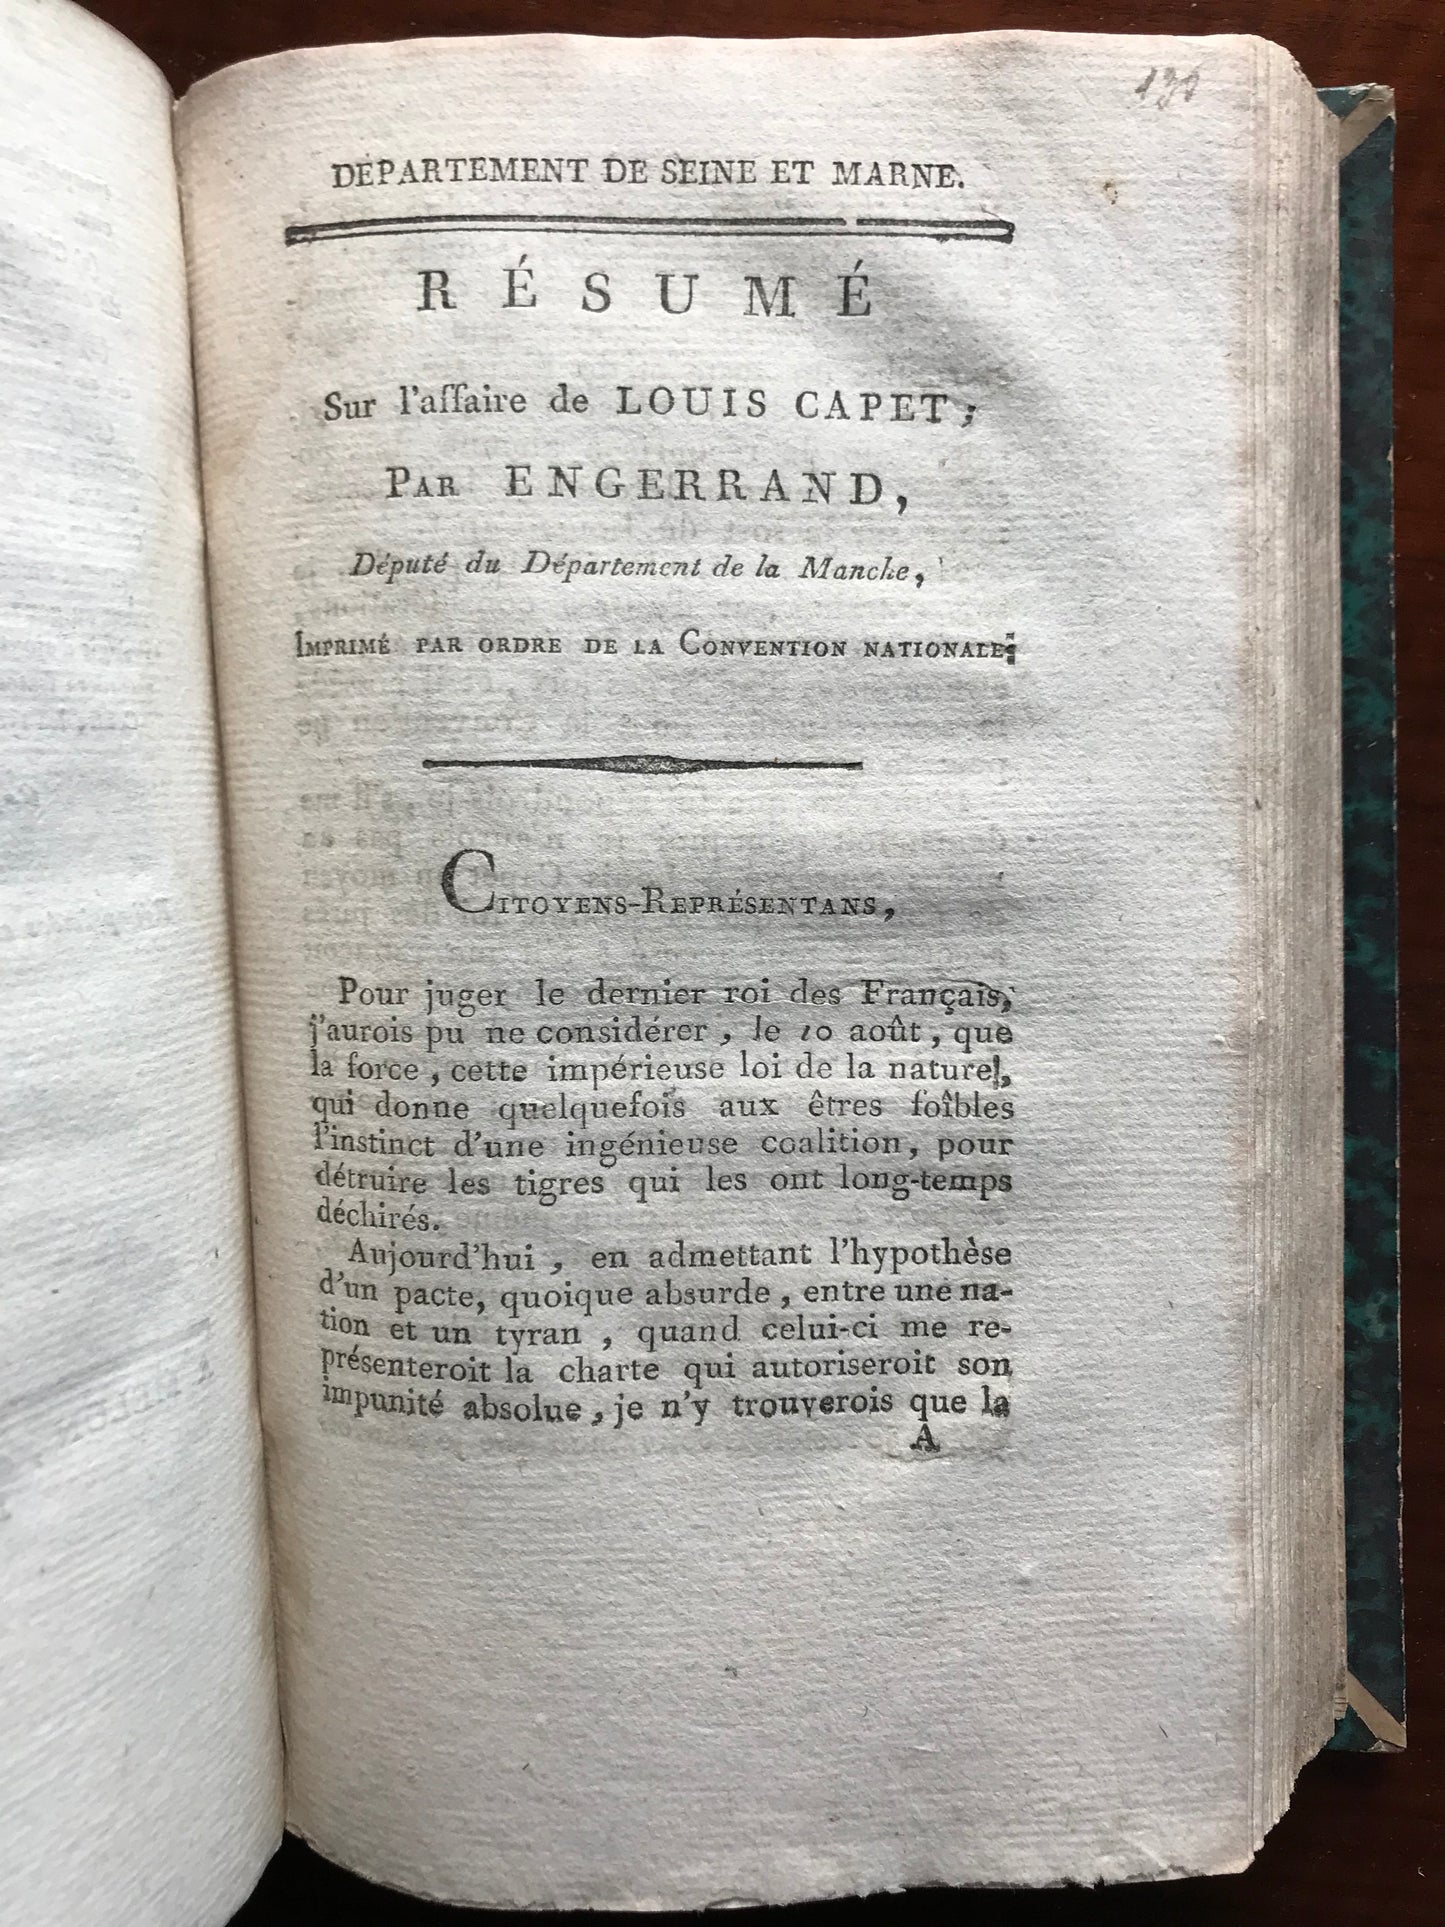 DÉPARTEMENT DE SEINE ET MARNE.
RÉSUMÉ
Sur l'affaire de LOUIS CAPET;
PAR ENGERRAND,
Député du Département de la Manche,
IMPRIMÉ PAR ORDRE DE LA CONVENTION NATIONALE;
CITOYENS-REPRÉSENTANS,
Pour juger le dernier roi des Français,
j'aurois pu ne considérer, le 10 août, que
la force, cette impérieuse loi de la nature,
qui donne quelquefois aux êtres foîbles
l'instinct d'une ingénieuse coalition, pour
détruire les tigres qui les ont long-temps
déchirés.
Aujourd'hui, en admettant l'hypothèse
d'un pacte, quoique absurde, entre une na-
tion et un tyran, quand celui-ci me re-
présenteroit la charte qui autoriseroit son
impunité absolue, je n'y trouverois que la
A